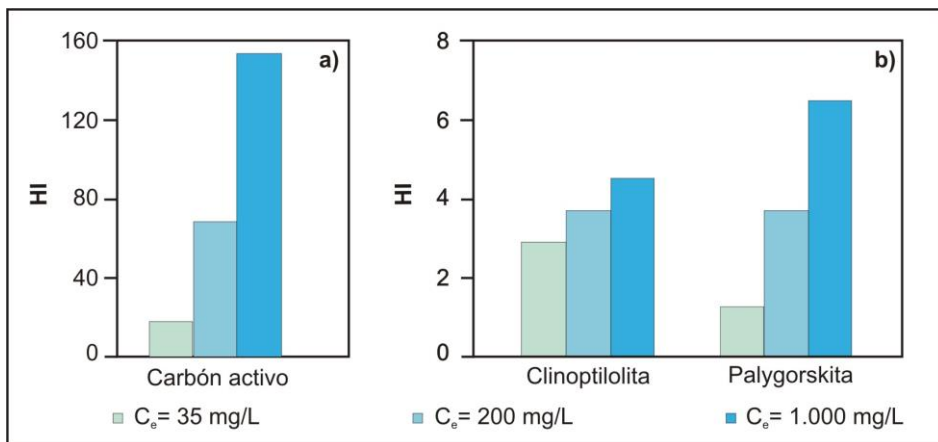 160
120
80
40
0
HI
a)
Carbón activo
8
6
4
2
0
HI
b)
Clinoptilolita
Palygorskita
Cₑ= 35 mg/L
Cₑ= 200 mg/L
Cₑ= 1.000 mg/L